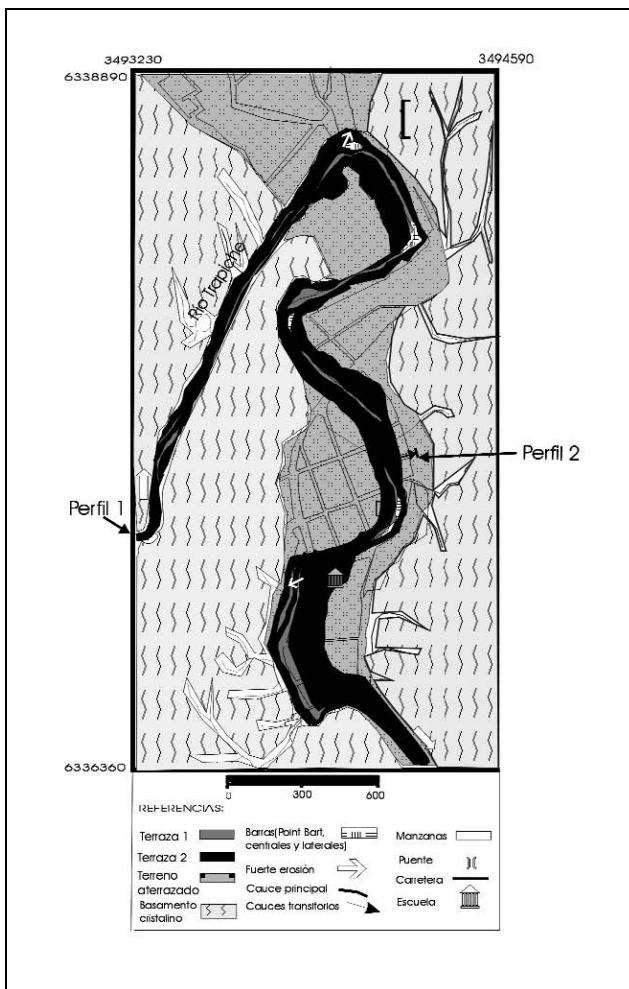 3493230
3494590
6338890
Río Trapiche
Perfil 2
Perfil 1
6336360
0 300 600
REFERENCIAS:
Terraza 1
Terraza 2
Terreno
aterrazado
Basamento
cristalino
Barras(Point Bart,
centrales y laterales)
Fuerte erosión
Cauce principal
Cauces transitorios
Manzanas
Puente
Carretera
Escuela